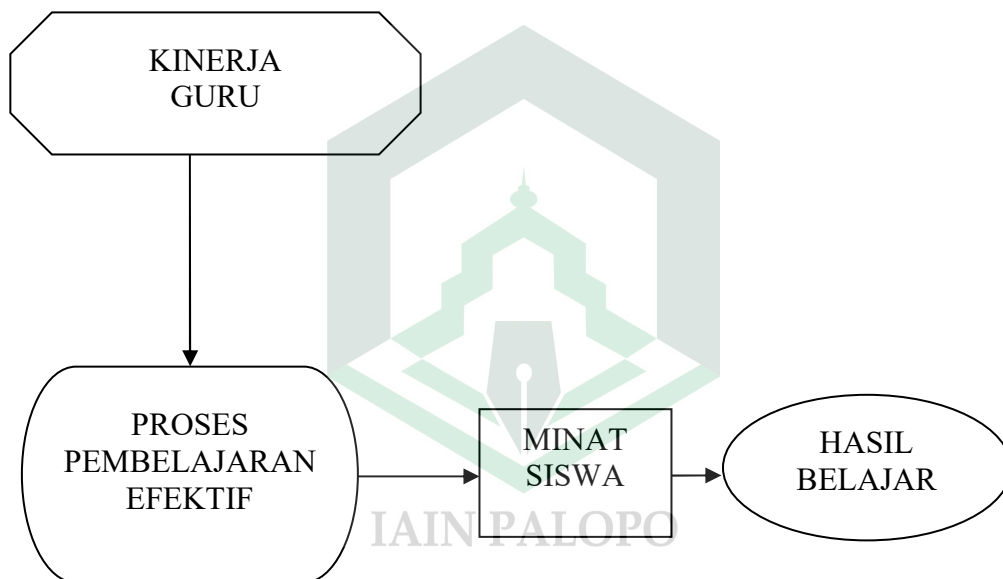 KINERJA
GURU
PROSES
PEMBELAJARAN
EFEKTIF
MINAT
SISWA
HASIL
BELAJAR
IAIN PALOPO